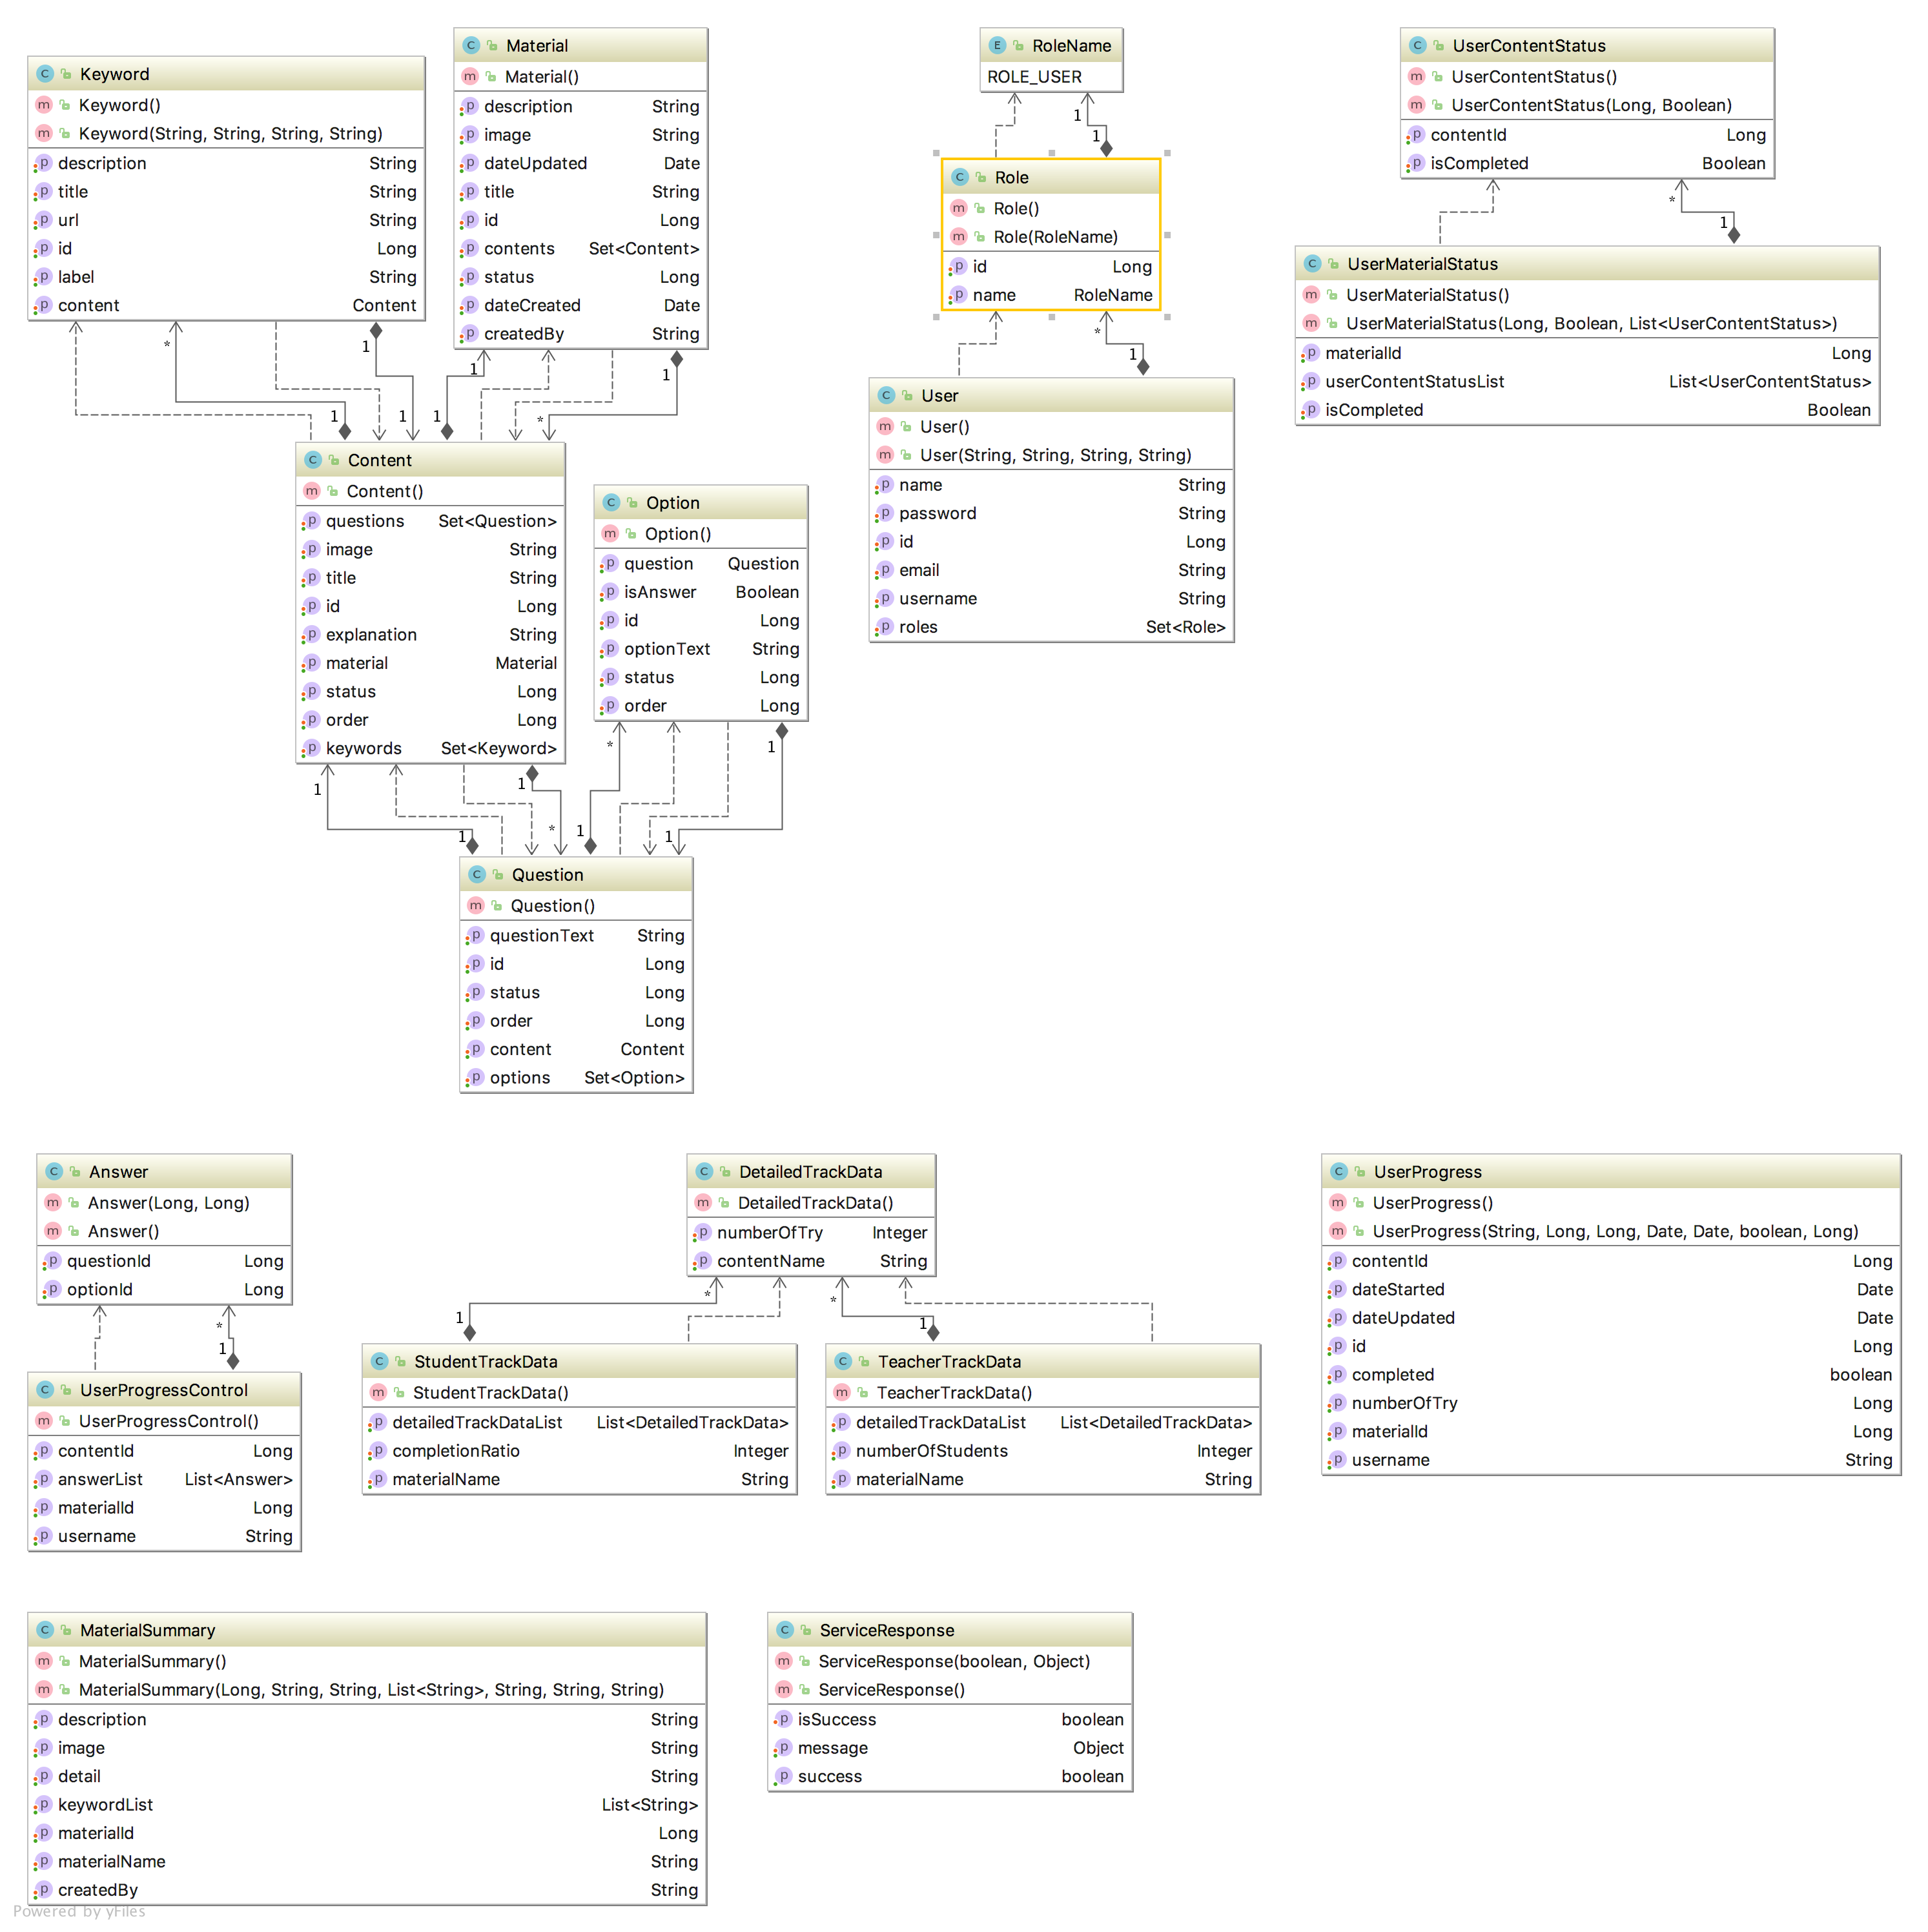 Keyword
Keyword()
Keyword(String, String, String, String)
description String
title String
url String
id Long
label String
content Content
Material
Material()
description String
image String
dateUpdated Date
title String
id Long
contents Set<Content>
status Long
dateCreated Date
createdBy String
RoleName
ROLE_USER
1
1
Role
Role()
Role(RoleName)
id Long
name RoleName
*
1
User
User()
User(String, String, String, String)
name String
password String
id Long
email String
username String
roles Set<Role>
UserContentStatus
UserContentStatus()
UserContentStatus(Long, Boolean)
contentId Long
isCompleted Boolean
*
1
UserMaterialStatus
UserMaterialStatus()
UserMaterialStatus(Long, Boolean, List<UserContentStatus>)
materialId Long
userContentStatusList List<UserContentStatus>
isCompleted Boolean
* 1 1 1
1 1 1 *
Content
Content()
questions Set<Question>
image String
title String
id Long
explanation String
material Material
status Long
order Long
keywords Set<Keyword>
Option
Option()
question Question
isAnswer Boolean
id Long
optionText String
status Long
order Long
1 1 * 1
1 * 1 1
Question
Question()
questionText String
id Long
status Long
order Long
content Content
options Set<Option>
Answer
Answer(Long, Long)
Answer()
questionId Long
optionId Long
*
1
UserProgressControl
UserProgressControl()
contentId Long
answerList List<Answer>
materialId Long
username String
DetailedTrackData
DetailedTrackData()
numberOfTry Integer
contentName String
* *
1 1
StudentTrackData
StudentTrackData()
detailedTrackDataList List<DetailedTrackData>
completionRatio Integer
materialName String
TeacherTrackData
TeacherTrackData()
detailedTrackDataList List<DetailedTrackData>
numberOfStudents Integer
materialName String
UserProgress
UserProgress()
UserProgress(String, Long, Long, Date, Date, boolean, Long)
contentId Long
dateStarted Date
dateUpdated Date
id Long
completed boolean
numberOfTry Long
materialId Long
username String
MaterialSummary
MaterialSummary()
MaterialSummary(Long, String, String, List<String>, String, String, String)
description String
image String
detail String
keywordList List<String>
materialId Long
materialName String
createdBy String
ServiceResponse
ServiceResponse(boolean, Object)
ServiceResponse()
isSuccess boolean
message Object
success boolean
Powered by yFiles